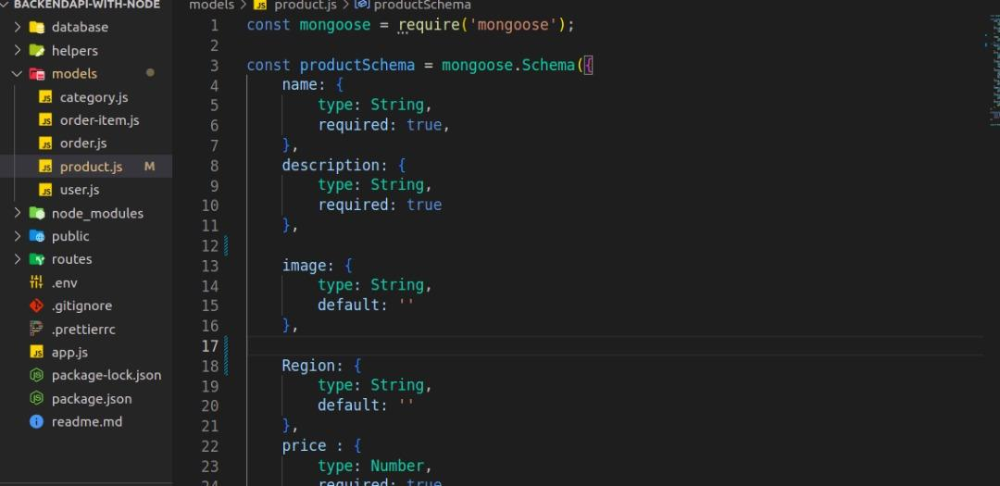 BACKENDAPI-WITH-NODE
database
helpers
models
category.js
order-item.js
order.js
product.js M
user.js
node_modules
public
routes
.env
.gitignore
.prettierrc
app.js
package-lock.json
package.json
readme.md
models > JS product.js > productSchema
1 const mongoose = require('mongoose');
2
3 const productSchema = mongoose.Schema({
4 name: {
5 type: String,
6 required: true,
7 },
8 description: {
9 type: String,
10 required: true
11 },
12
13 image: {
14 type: String,
15 default: ''
16 },
17
18 Region: {
19 type: String,
20 default: ''
21 },
22 price : {
23 type: Number,
24 required: true